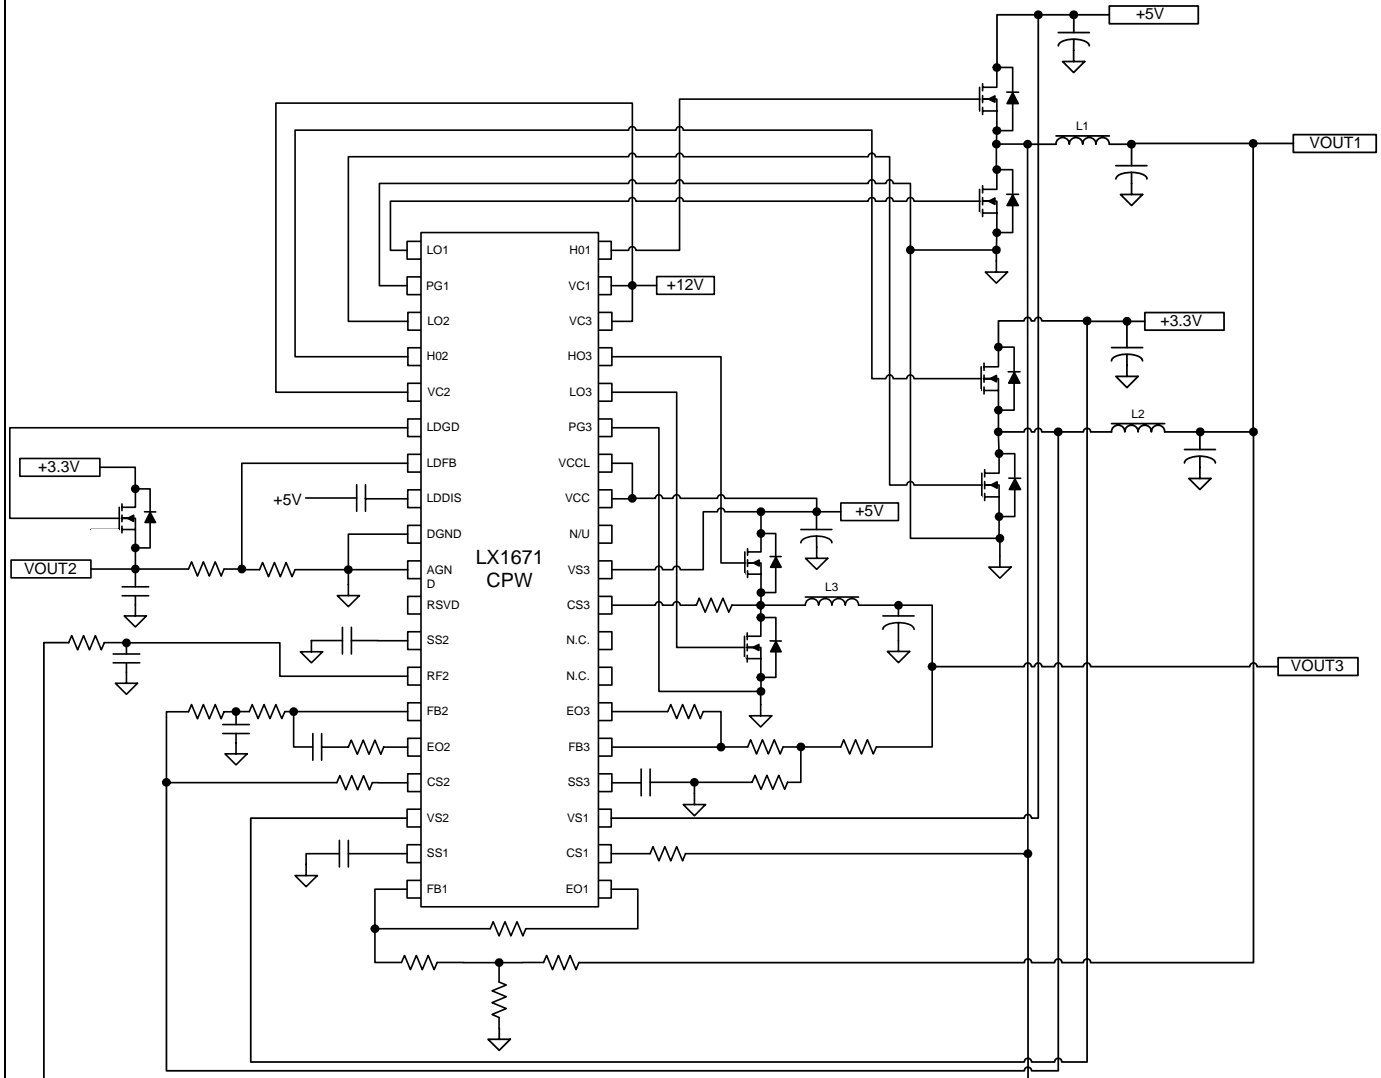 +5V
L1
VOUT1
LO1
H01
PG1
VC1
+12V
LO2
VC3
+3.3V
H02
HO3
VC2
LO3
L2
LDGD
PG3
+3.3V
LDFB
VCCL
+5V
LDDIS
VCC
+5V
DGND
N/U
LX1671
CPW
VOUT2
AGN
D
VS3
L3
RSVD
CS3
SS2
N.C.
VOUT3
RF2
N.C.
FB2
EO3
EO2
FB3
CS2
SS3
VS2
VS1
SS1
CS1
FB1
EO1